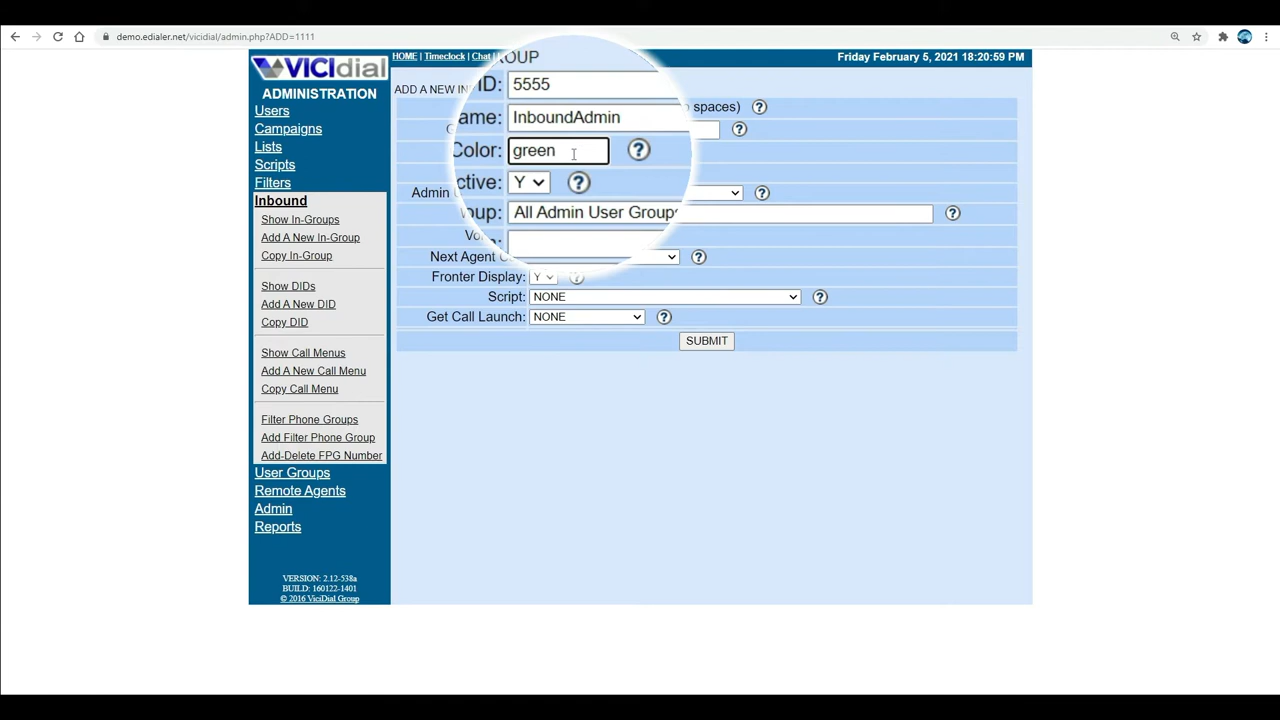 demo.edialer.net/vicidial/admin.php?ADD=1111
VICIdial
HOME | Timeclock | Chat |
Friday February 5, 2021 18:20:59 PM
ADMINISTRATION
Users
Campaigns
Lists
Scripts
Filters
Inbound
Show In-Groups
Add A New In-Group
Copy In-Group
Show DIDs
Add A New DID
Copy DID
Show Call Menus
Add A New Call Menu
Copy Call Menu
Filter Phone Groups
Add Filter Phone Group
Add-Delete FPG Number
User Groups
Remote Agents
Admin
Reports
VERSION: 2.12-538a
BUILD: 160122-1401
© 2016 ViciDial Group
OUP
ADD A NEW IN
ID: 5555
spaces) ?
ame: InboundAdmin
?
Color: green ?
ctive: Y ?
Admin
?
oup: All Admin User Groups
?
Next Agent
?
Fronter Display: Y ?
Script: NONE ?
Get Call Launch: NONE ?
SUBMIT